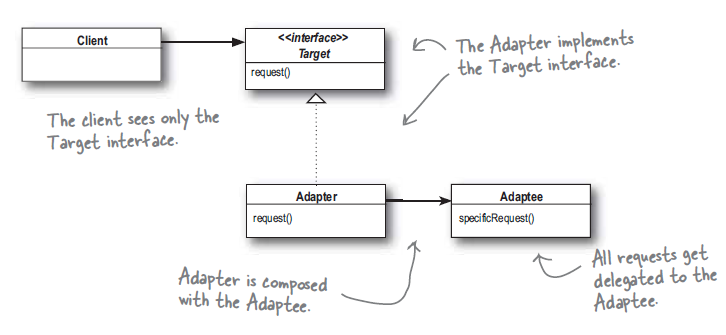 Client
<<interface>>
Target
request()
The Adapter implements
the Target interface.
The client sees only the
Target interface.
Adapter
request()
Adaptee
specificRequest()
Adapter is composed
with the Adaptee.
All requests get
delegated to the
Adaptee.